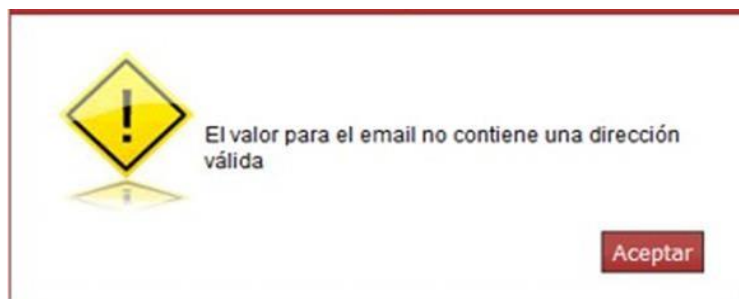 El valor para el email no contiene una dirección
válida
Aceptar